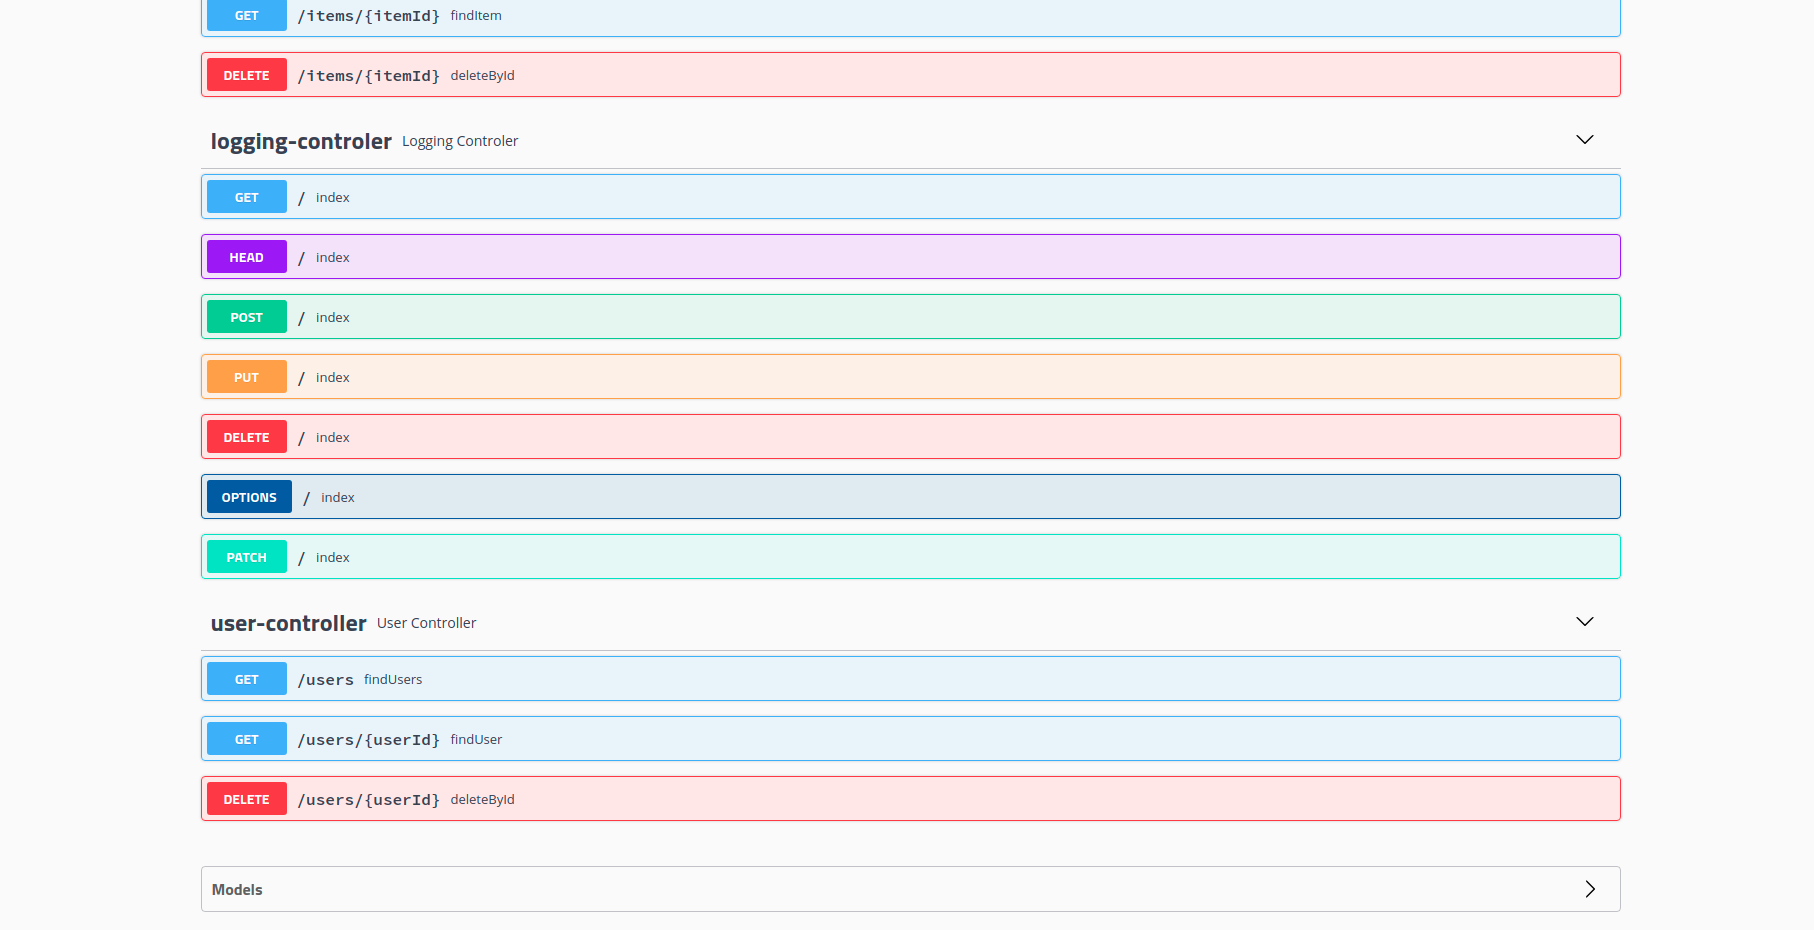 GET /items/{itemId} findItem
DELETE /items/{itemId} deleteById
logging-controler Logging Controler
GET / index
HEAD / index
POST / index
PUT / index
DELETE / index
OPTIONS / index
PATCH / index
user-controller User Controller
GET /users findUsers
GET /users/{userId} findUser
DELETE /users/{userId} deleteById
Models